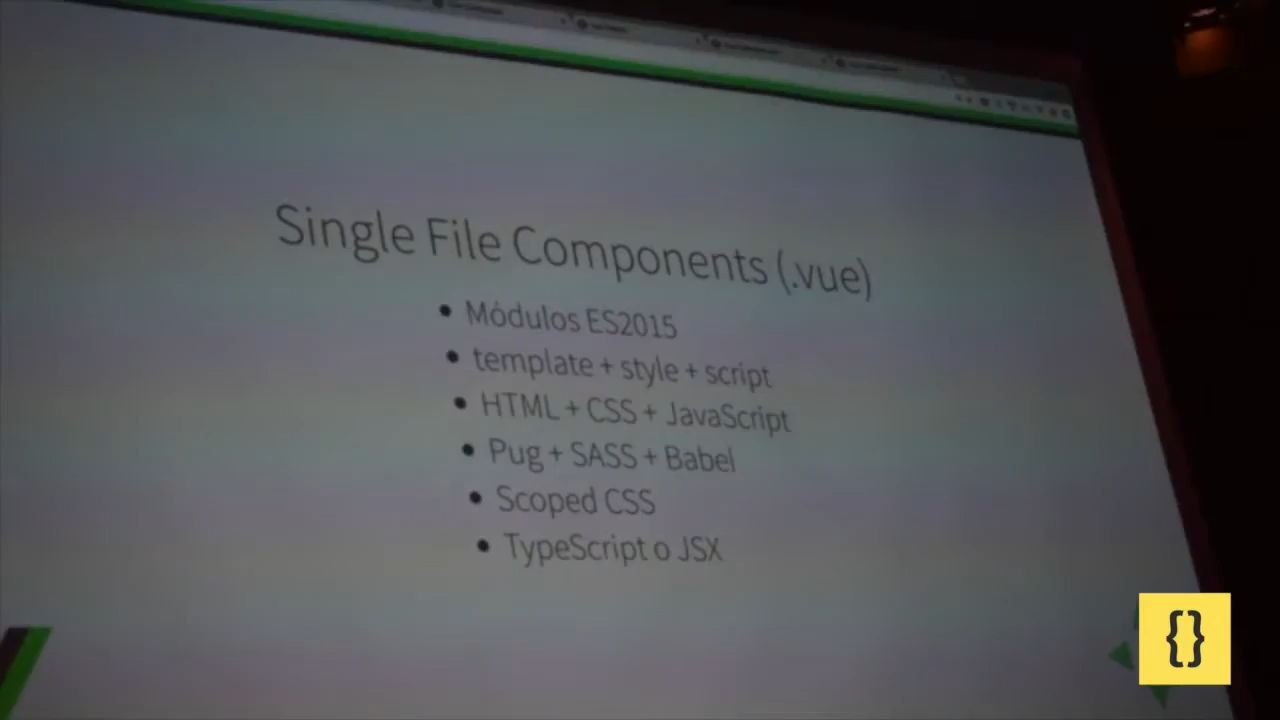 Single File Components (.vue)
Módulos ES2015
template + style + script
HTML + CSS + JavaScript
Pug + SASS + Babel
Scoped CSS
TypeScript o JSX
{}